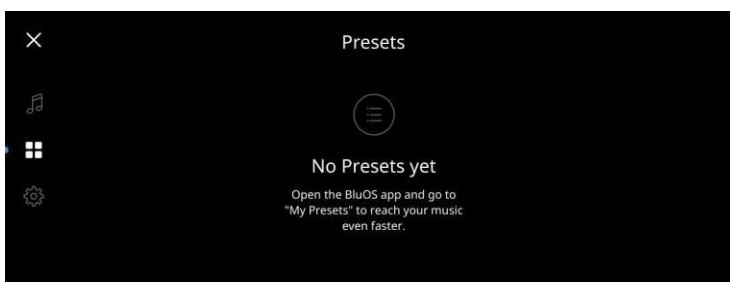 Presets
No Presets yet
Open the BluOS app and go to
"My Presets" to reach your music
even faster.